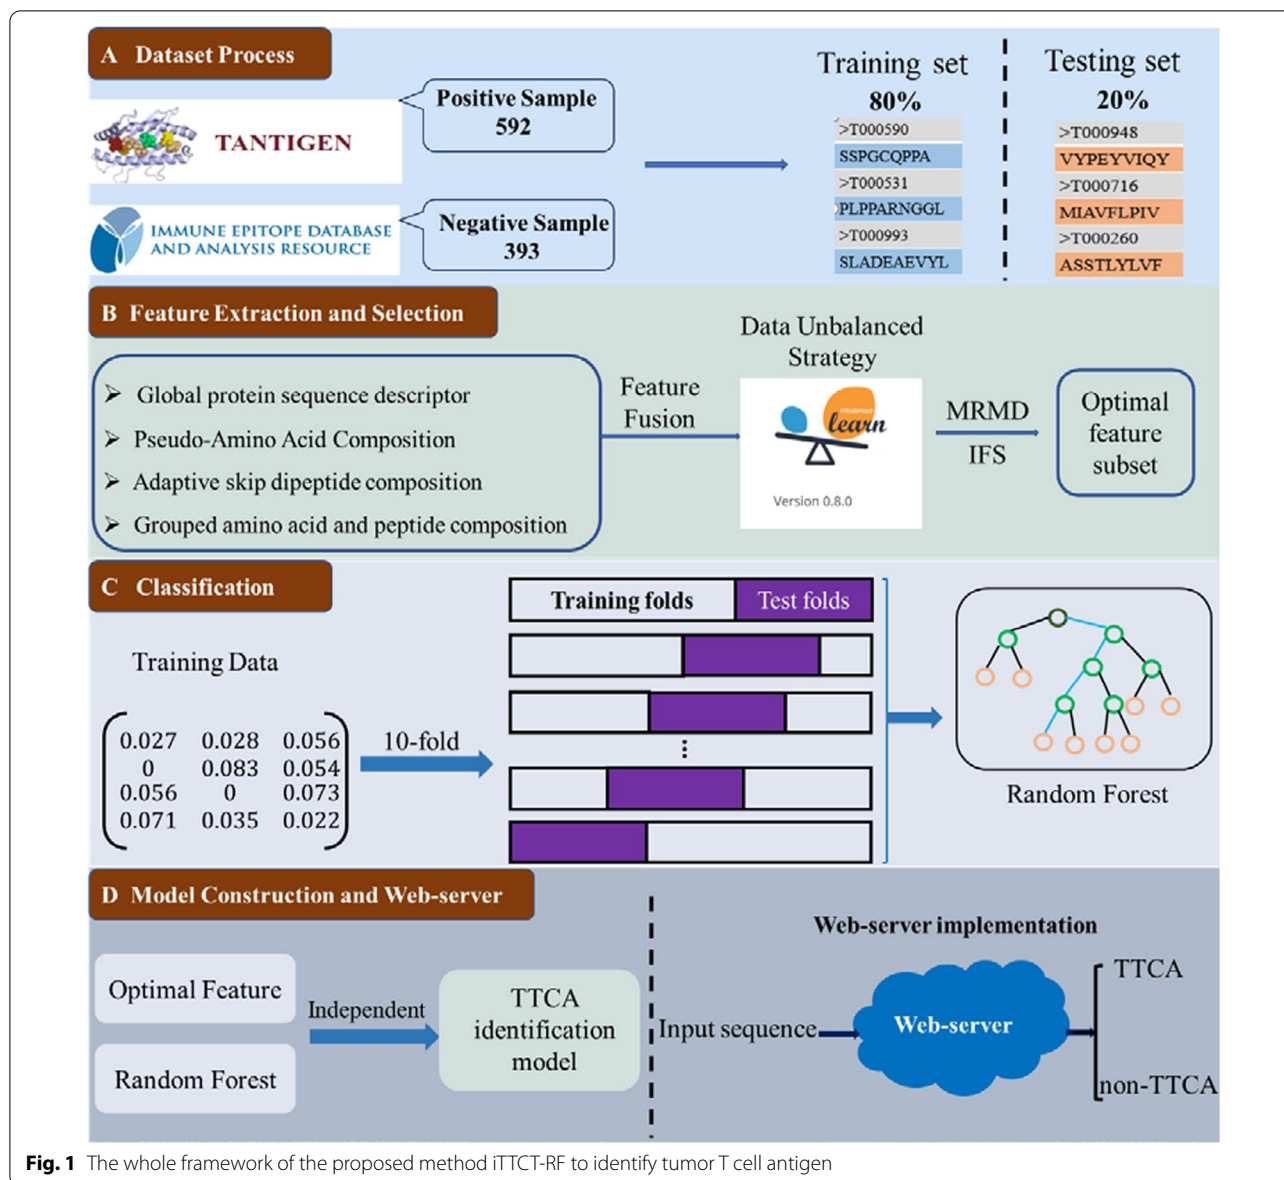 A Dataset Process
TANTIGEN
Positive Sample
592
IMMUNE EPITOPE DATABASE
AND ANALYSIS RESOURCE
Negative Sample
393
Training set
80%
>T000590
SSPGCQPPA
>T000531
PLPPARNGGL
>T000993
SLADEAEVYL
Testing set
20%
>T000948
VYPEYVIQY
>T000716
MIAVFLPIV
>T000260
ASSTLYLVF
B Feature Extraction and Selection
➢ Global protein sequence descriptor
➢ Pseudo-Amino Acid Composition
➢ Adaptive skip dipeptide composition
➢ Grouped amino acid and peptide composition
Feature
Fusion
Data Unbalanced
Strategy
imbalanced
learn
Version 0.8.0
MRMD
IFS
Optimal
feature
subset
C Classification
Training Data
0.027 0.028 0.056
0 0.083 0.054
0.056 0 0.073
0.071 0.035 0.022
10-fold
Training folds Test folds
⋮
Random Forest
D Model Construction and Web-server
Optimal Feature
Random Forest
Independent
TTCA
identification
model
Web-server implementation
Input sequence
Web-server
TTCA
non-TTCA
Fig. 1 The whole framework of the proposed method iTTCT-RF to identify tumor T cell antigen